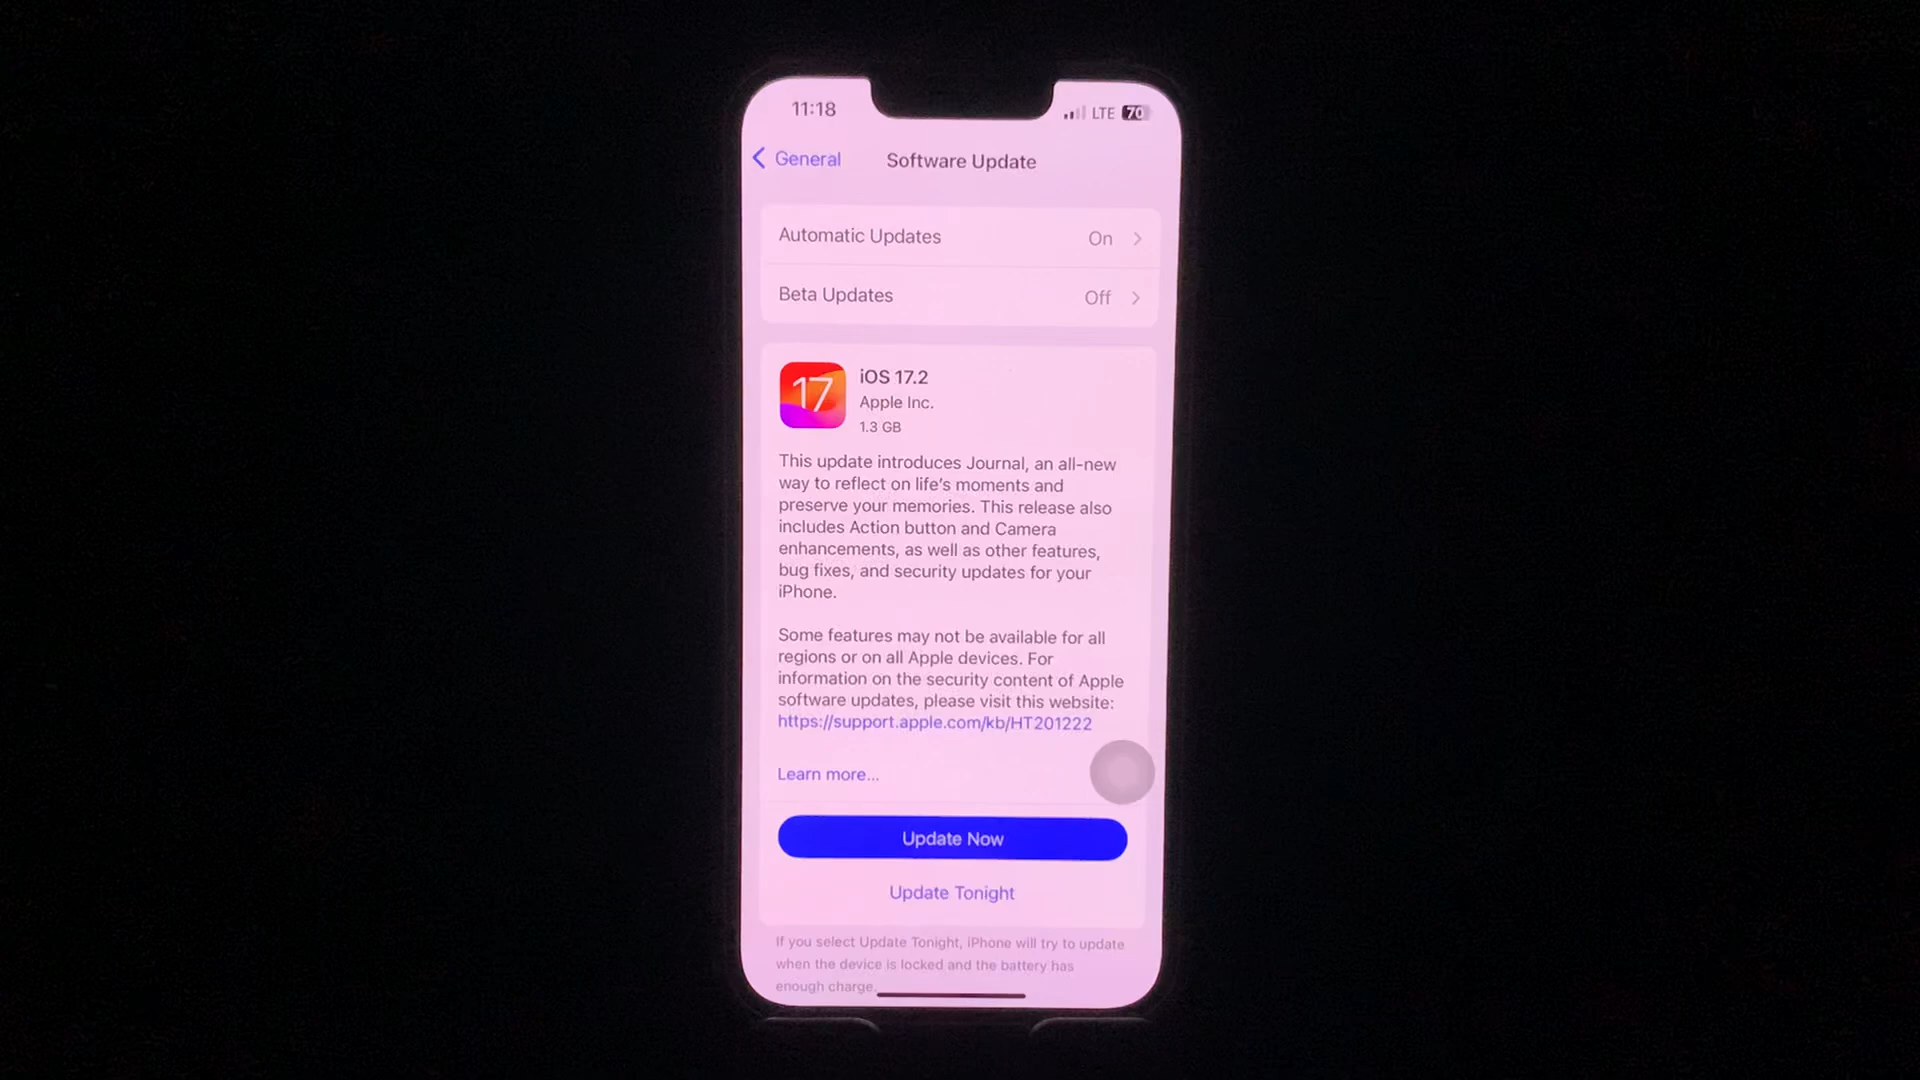 11:18
LTE 70
General
Software Update
Automatic Updates On
Beta Updates Off
17
iOS 17.2
Apple Inc.
1.3 GB
This update introduces Journal, an all-new
way to reflect on life's moments and
preserve your memories. This release also
includes Action button and Camera
enhancements, as well as other features,
bug fixes, and security updates for your
iPhone.
Some features may not be available for all
regions or on all Apple devices. For
information on the security content of Apple
software updates, please visit this website:
https://support.apple.com/kb/HT201222
Learn more...
Update Now
Update Tonight
If you select Update Tonight, iPhone will try to update
when the device is locked and the battery has
enough charge.